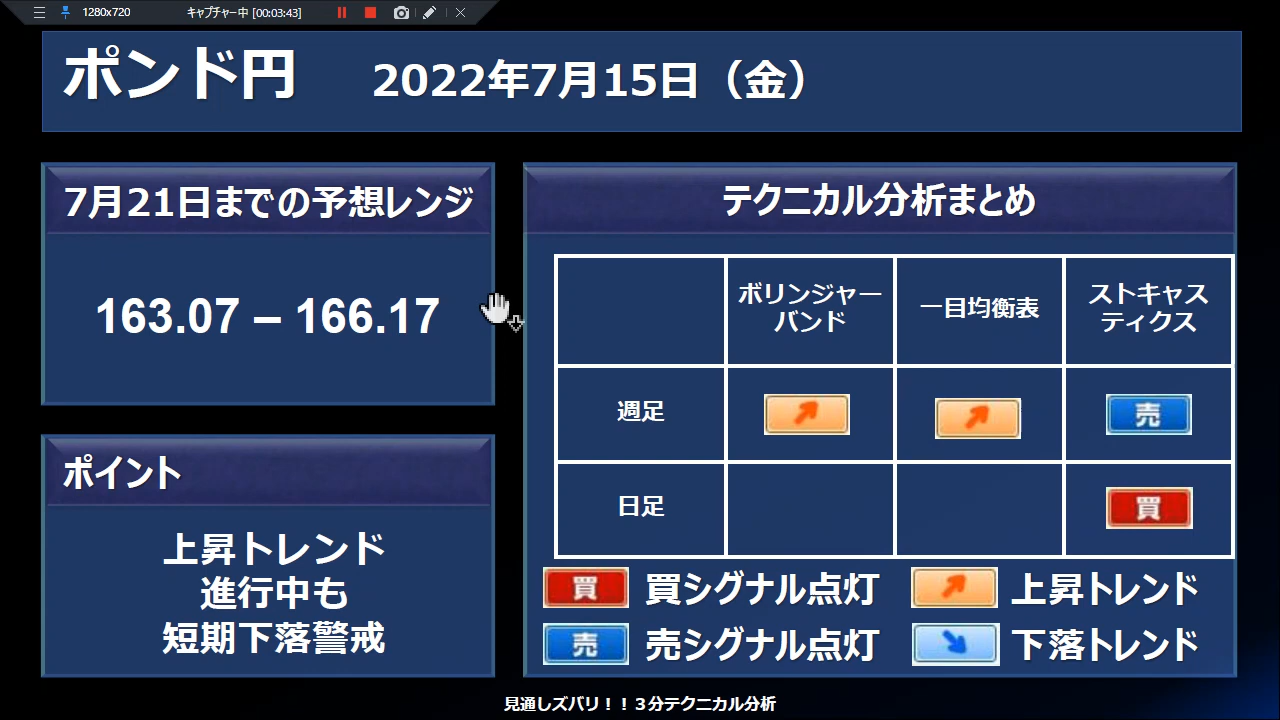 1280x720
キャプチャー中 [00:03:43]
ポンド円 2022年7月15日（金）
7月21日までの予想レンジ
163.07 – 166.17
ポイント
上昇トレンド
進行中も
短期下落警戒
テクニカル分析まとめ
ボリンジャー
バンド
一目均衡表
ストキャス
ティクス
週足
売
日足
買
買 買シグナル点灯 上昇トレンド
売 売シグナル点灯 下落トレンド
見通しズバリ！！３分テクニカル分析